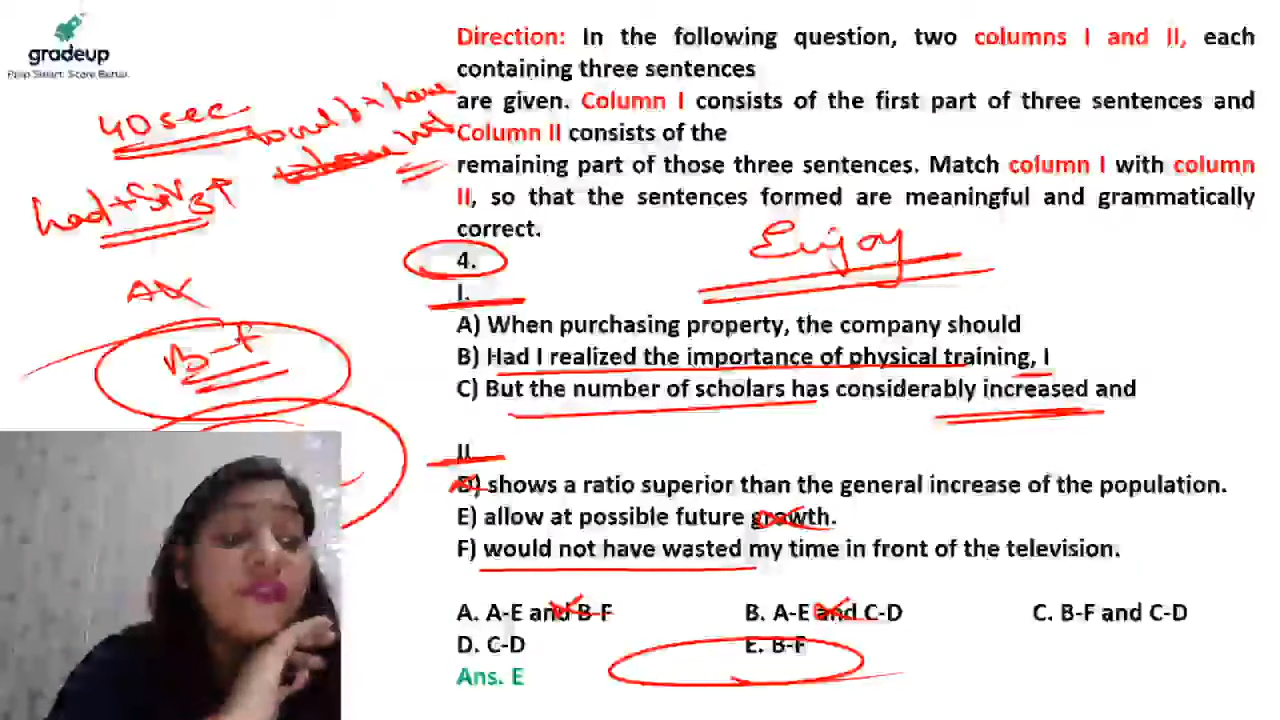 gradeup
Prep Smart. Score Better.
Direction: In the following question, two columns I and II, each
containing three sentences
are given. Column I consists of the first part of three sentences and
Column II consists of the
remaining part of those three sentences. Match column I with column
II, so that the sentences formed are meaningful and grammatically
correct.
40 sec
Enjoy
4.
I.
A) When purchasing property, the company should
B) Had I realized the importance of physical training, I
C) But the number of scholars has considerably increased and
B-F
II
D) shows a ratio superior than the general increase of the population.
E) allow at possible future growth.
F) would not have wasted my time in front of the television.
A. A-E and B-F B. A-E and C-D C. B-F and C-D
D. C-D E. B-F
Ans. E